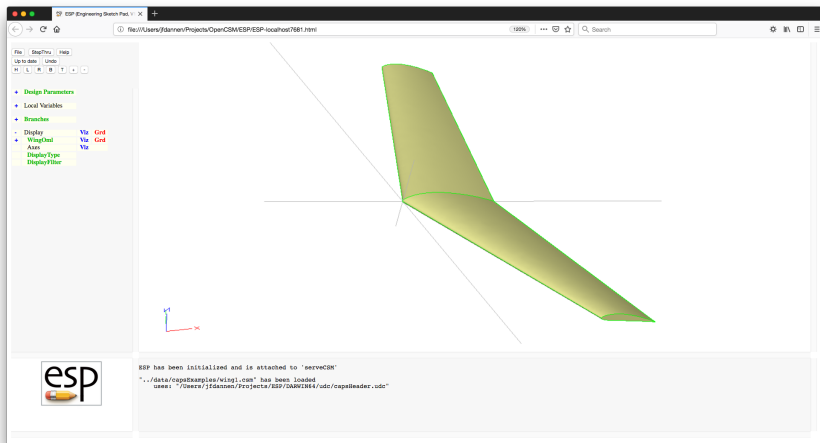 ESP (Engineering Sketch Pad, V
file:///Users/jfdannen/Projects/OpenCSM/ESP/ESP-localhost7681.html
120%
Search
File StepThru Help
Up to date Undo
H L R B T + -
+ Design Parameters
+ Local Variables
+ Branches
- Display Viz Grd
+ WingOml Viz Grd
Axes Viz
DisplayType
DisplayFilter
Z
X
esp
ESP has been initialized and is attached to 'serveCSM'
"../data/capsExamples/wing1.csm" has been loaded
uses: "/Users/jfdannen/Projects/ESP/DARWIN64/udc/capsHeader.udc"